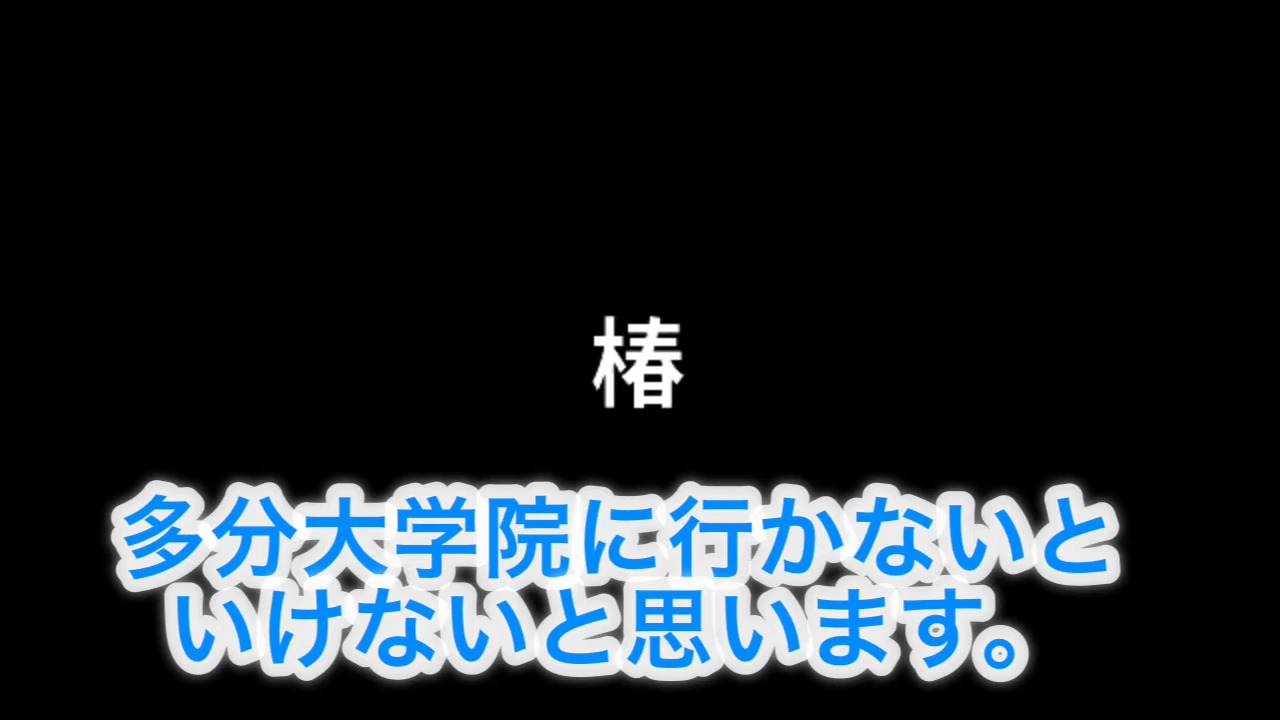 椿
多分大学院に行かないと
いけないと思います。